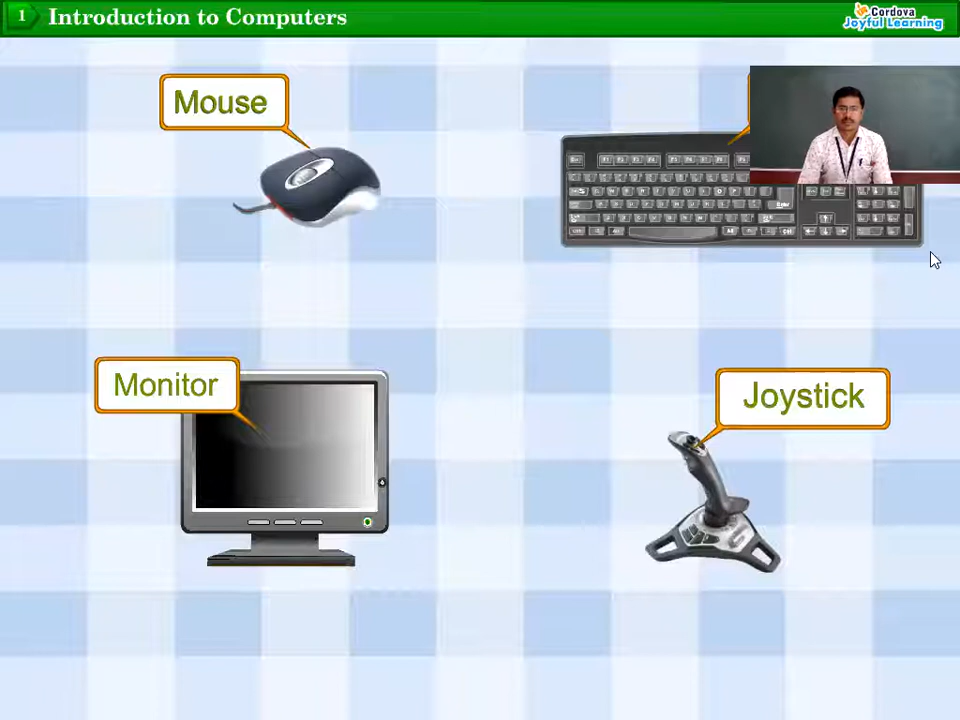 1 Introduction to Computers
Cordova
Joyful Learning
Mouse
Monitor
Joystick